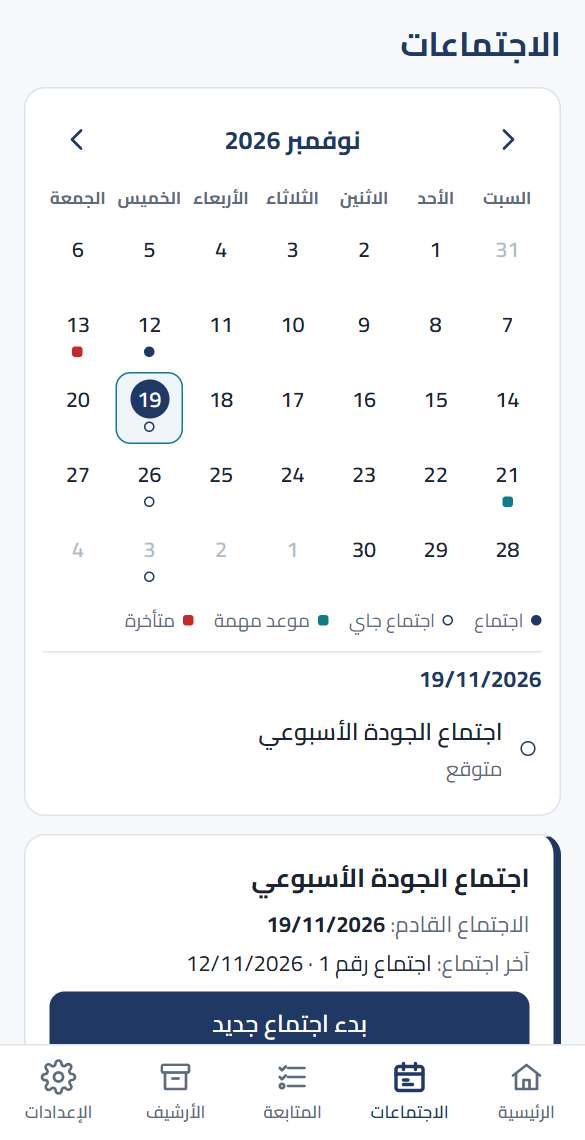 الاجتماعات
نوفمبر 2026
السبت الأحد الاثنين الثلاثاء الأربعاء الخميس الجمعة
31 1 2 3 4 5 6
7 8 9 10 11 12 13
14 15 16 17 18 19 20
21 22 23 24 25 26 27
28 29 30 1 2 3 4
اجتماع اجتماع جاي موعد مهمة متأخرة
19/11/2026
اجتماع الجودة الأسبوعي
متوقع
اجتماع الجودة الأسبوعي
الاجتماع القادم: 19/11/2026
آخر اجتماع: اجتماع رقم 1 · 12/11/2026
بدء اجتماع جديد
الرئيسية الاجتماعات المتابعة الأرشيف الإعدادات